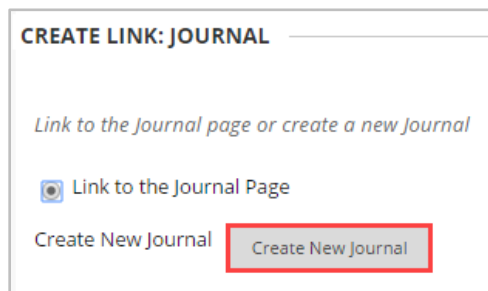 CREATE LINK: JOURNAL
Link to the Journal page or create a new Journal
Link to the Journal Page
Create New Journal Create New Journal